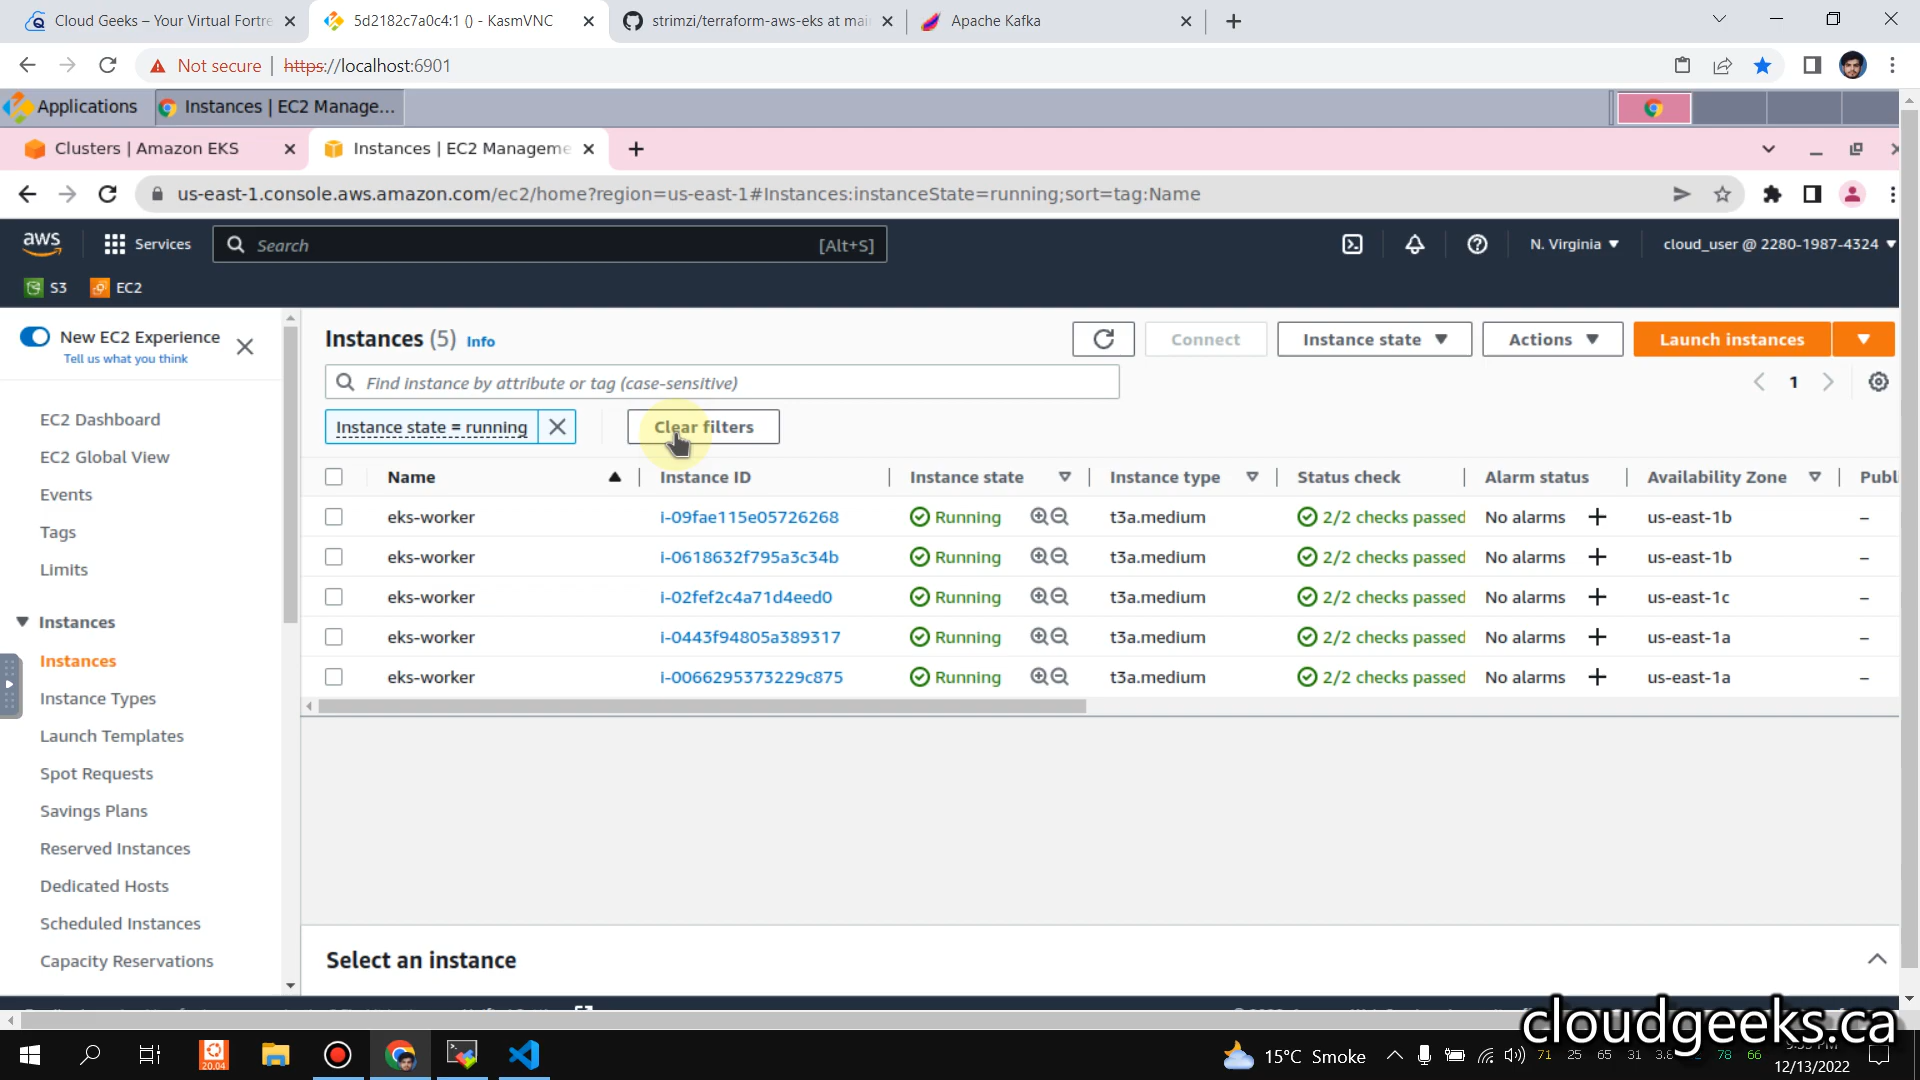 Cloud Geeks – Your Virtual Fortre
5d2182c7a0c4:1 () - KasmVNC
strimzi/terraform-aws-eks at mai
Apache Kafka
Not secure
https://localhost:6901
Applications
Instances | EC2 Manage...
Clusters | Amazon EKS
Instances | EC2 Manageme
us-east-1.console.aws.amazon.com/ec2/home?region=us-east-1#Instances:instanceState=running;sort=tag:Name
aws
Services
Search
[Alt+S]
N. Virginia
cloud_user @ 2280-1987-4324
S3
EC2
New EC2 Experience
Tell us what you think
EC2 Dashboard
EC2 Global View
Events
Tags
Limits
Instances
Instances
Instance Types
Launch Templates
Spot Requests
Savings Plans
Reserved Instances
Dedicated Hosts
Scheduled Instances
Capacity Reservations
Instances (5) Info
Connect
Instance state
Actions
Launch instances
Find instance by attribute or tag (case-sensitive)
1
Instance state = running
Clear filters
Name Instance ID Instance state Instance type Status check Alarm status Availability Zone Publ
eks-worker i-09fae115e05726268 Running t3a.medium 2/2 checks passed No alarms + us-east-1b –
eks-worker i-0618632f795a3c34b Running t3a.medium 2/2 checks passed No alarms + us-east-1b –
eks-worker i-02fef2c4a71d4eed0 Running t3a.medium 2/2 checks passed No alarms + us-east-1c –
eks-worker i-0443f94805a389317 Running t3a.medium 2/2 checks passed No alarms + us-east-1a –
eks-worker i-0066295373229c875 Running t3a.medium 2/2 checks passed No alarms + us-east-1a –
Select an instance
cloudgeeks.ca
20.04
15°C Smoke
71 25 65 31 3.8 78 66
12/13/2022